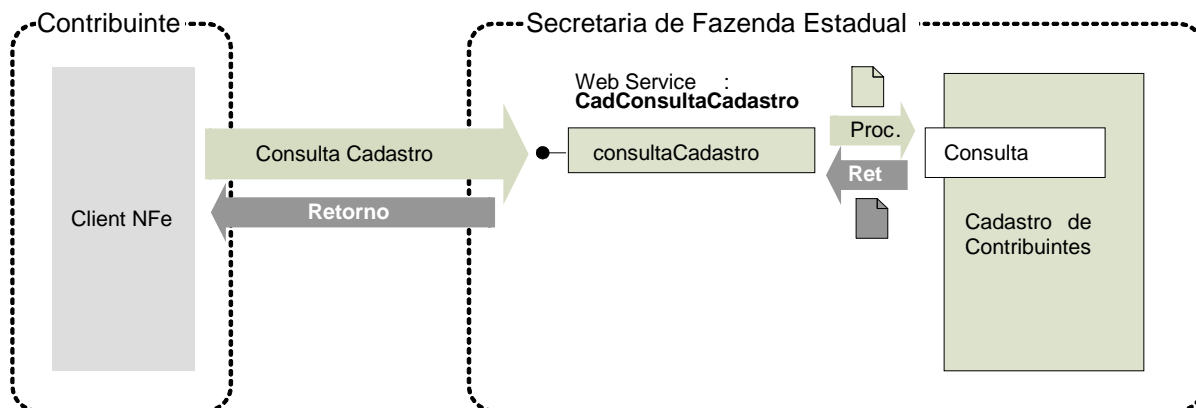 Contribuinte
Secretaria de Fazenda Estadual
Web Service :
CadConsultaCadastro
Consulta Cadastro
consultaCadastro
Proc.
Consulta
Ret
Retorno
Client NFe
Cadastro de
Contribuintes